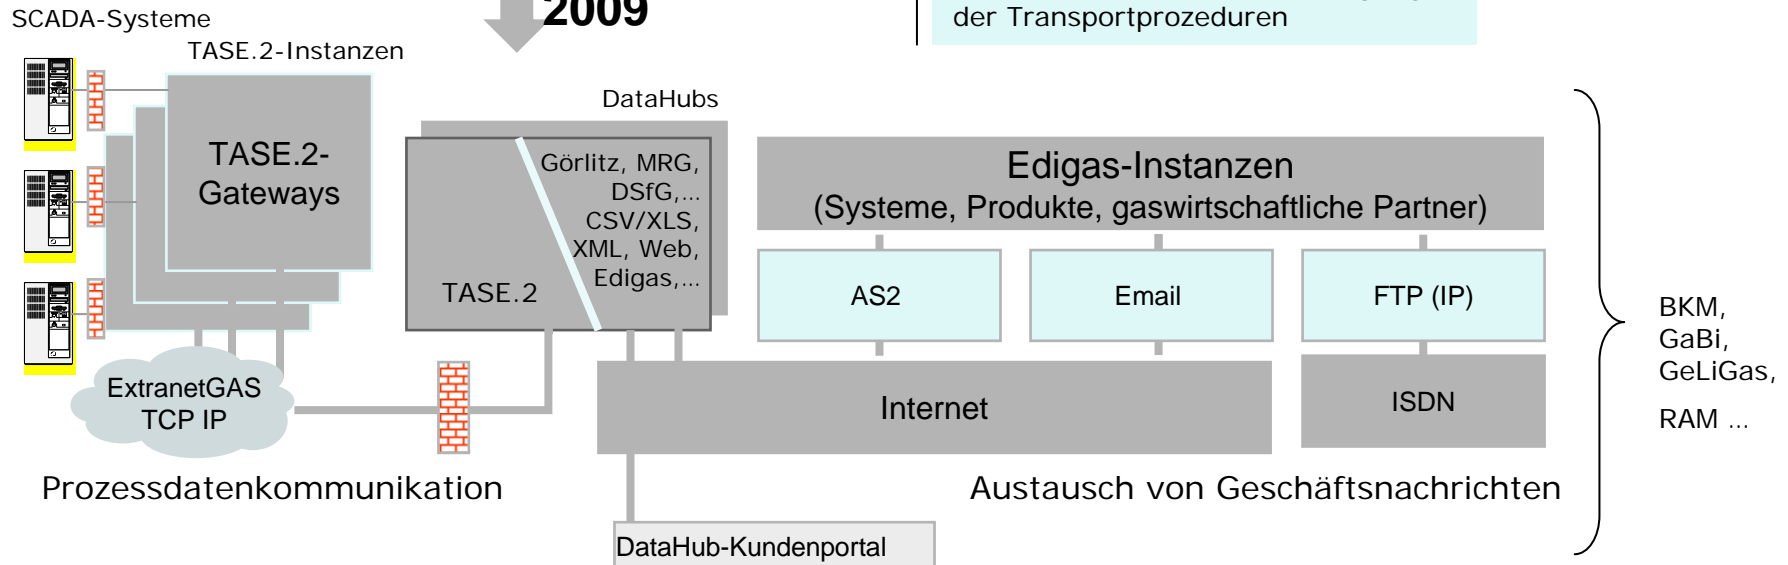 SCADA-Systeme
2009
der Transportprozeduren
TASE.2-Instanzen
DataHubs
TASE.2-
Gateways
Görlitz, MRG,
DSfG,...
CSV/XLS,
XML, Web,
Edigas,...
TASE.2
Edigas-Instanzen
(Systeme, Produkte, gaswirtschaftliche Partner)
AS2
Email
FTP (IP)
BKM,
GaBi,
GeLiGas,
RAM ...
ExtranetGAS
TCP IP
Internet
ISDN
Prozessdatenkommunikation
Austausch von Geschäftsnachrichten
DataHub-Kundenportal